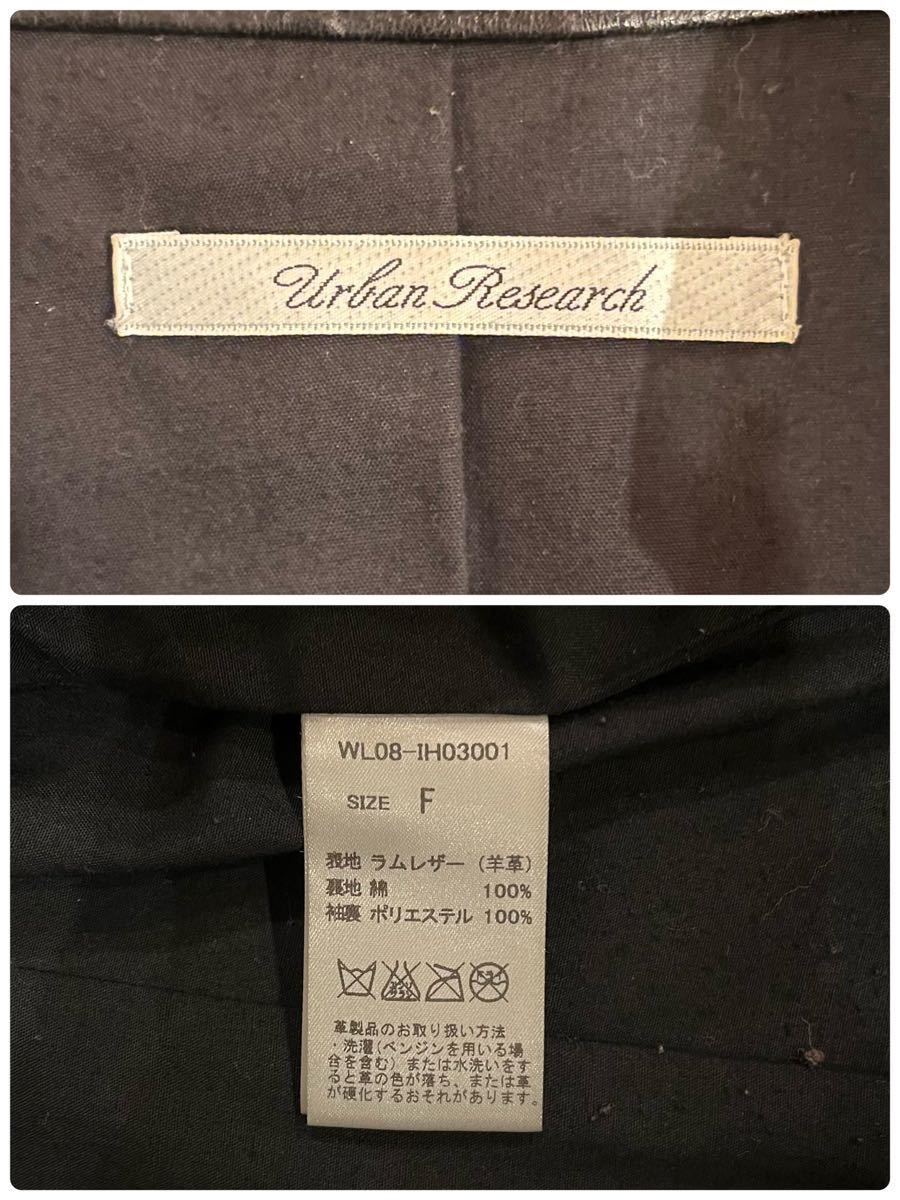 Urban Research
WL08-IH03001
SIZE F
表地 ラムレザー (羊革)
裏地 綿 100%
袖裏 ポリエステル 100%
革製品のお取り扱い方法
・洗濯(ベンジンを用いる場
合を含む)または水洗いをす
ると革の色が落ち、または革
が硬化するおそれがあります。